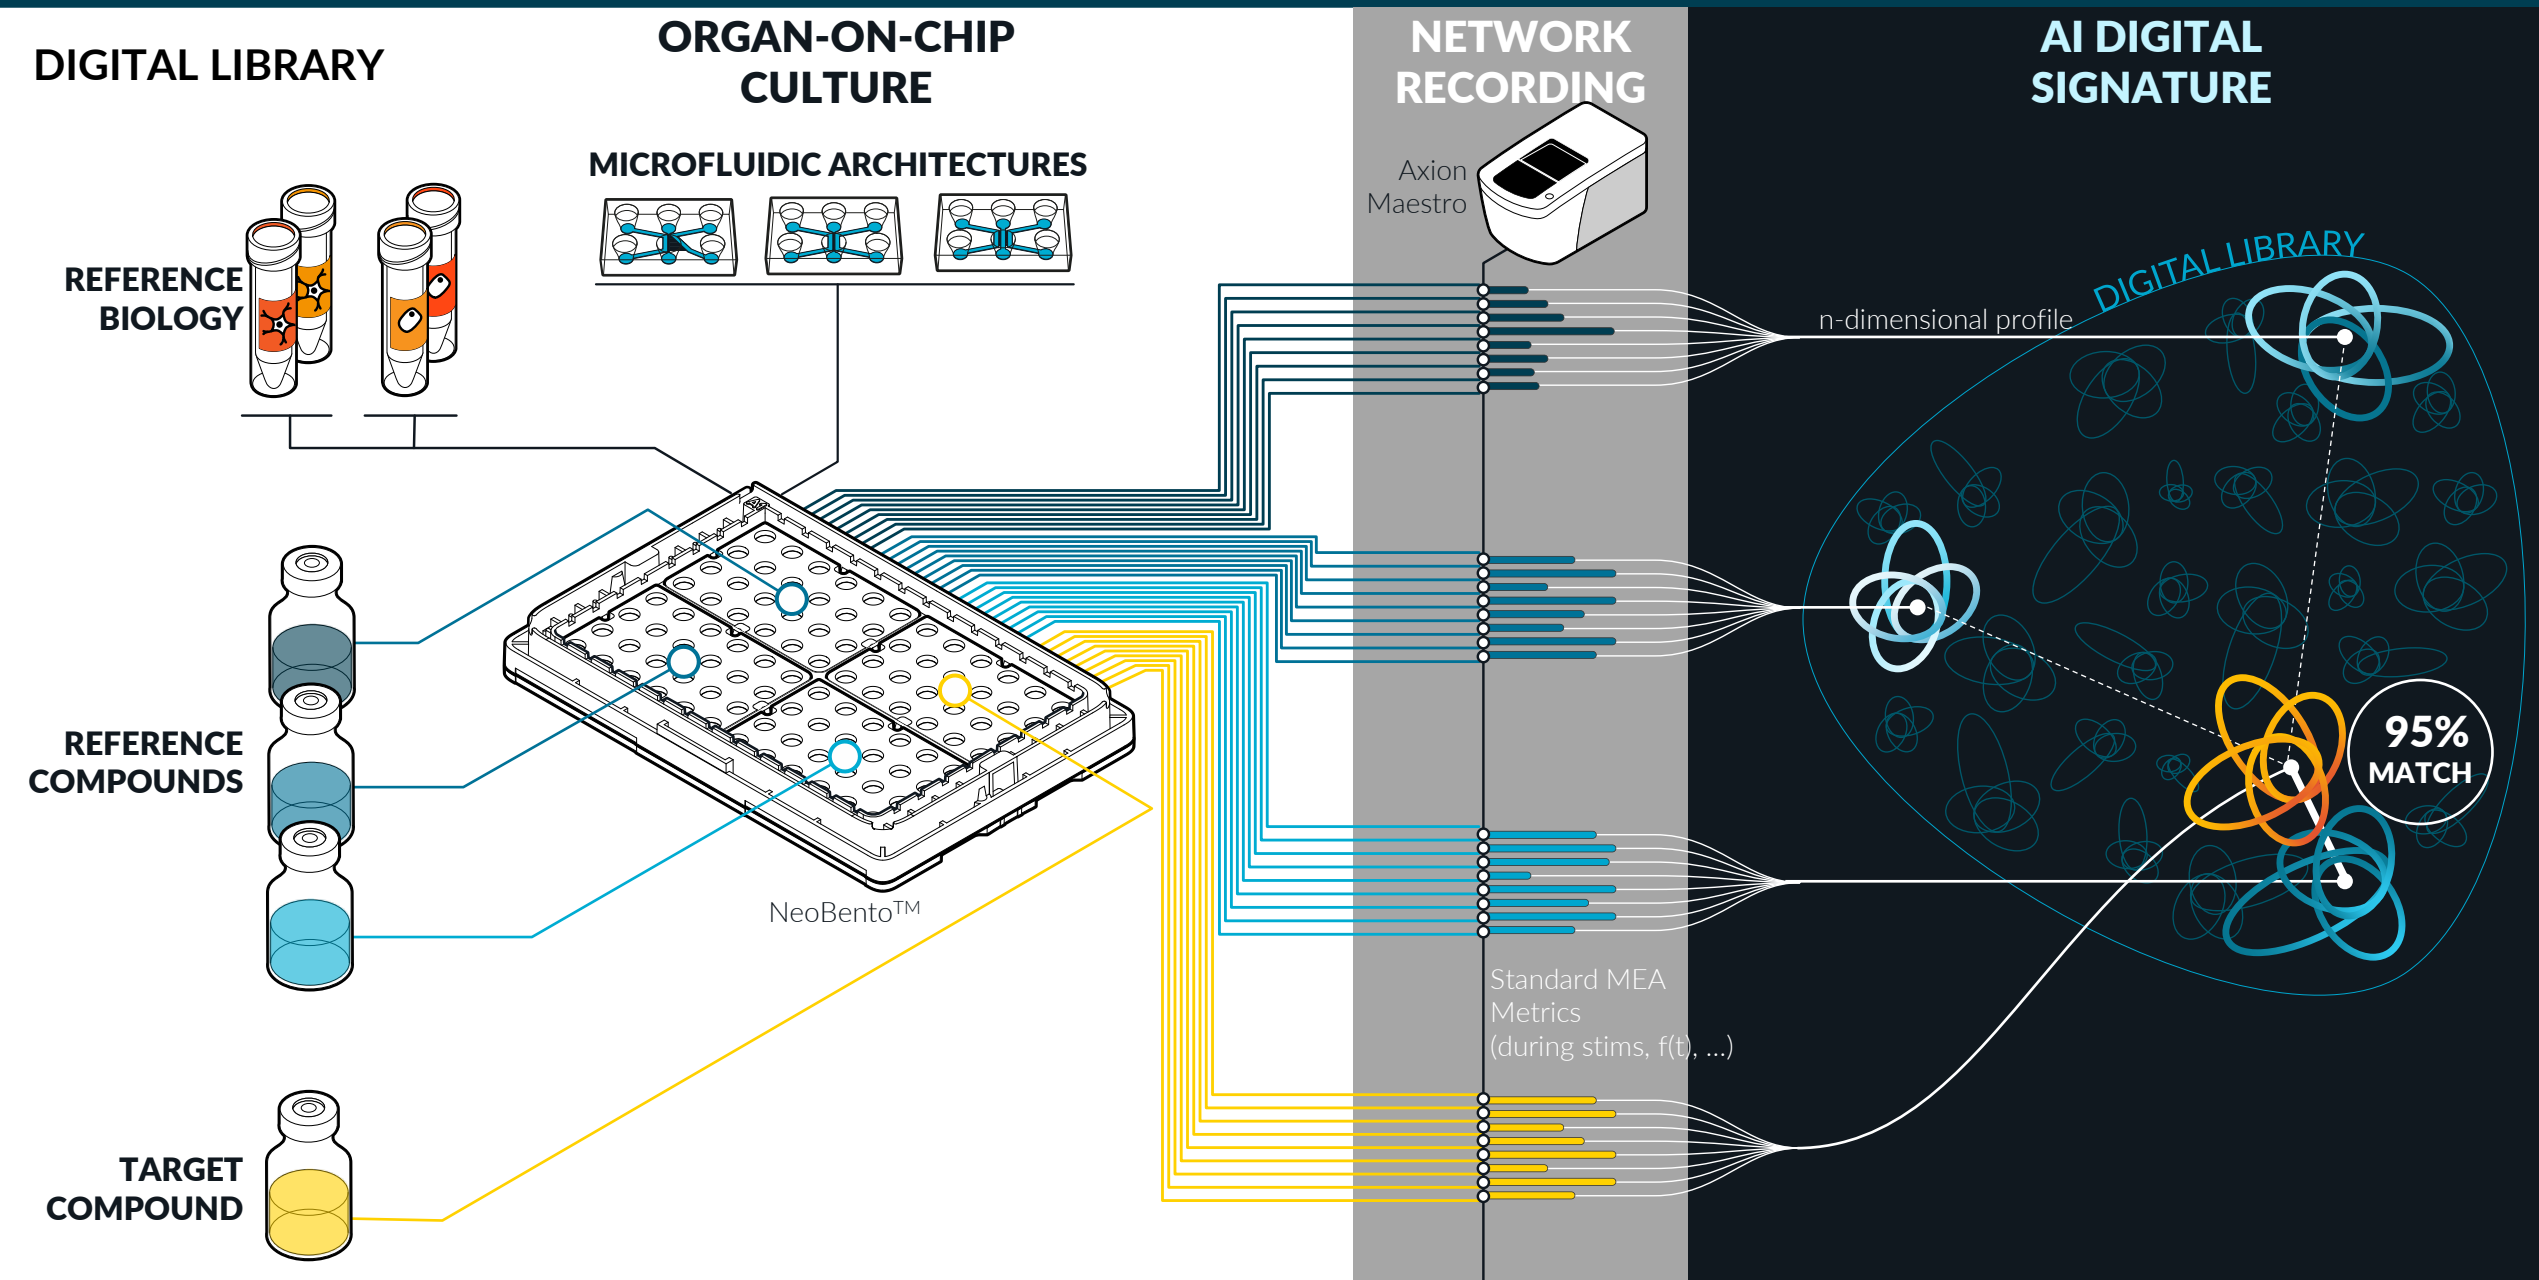 DIGITAL LIBRARY
ORGAN-ON-CHIP
CULTURE
NETWORK
RECORDING
AI DIGITAL
SIGNATURE
MICROFLUIDIC ARCHITECTURES
Axion
Maestro
REFERENCE
BIOLOGY
DIGITAL LIBRARY
n-dimensional profile
REFERENCE
COMPOUNDS
95%
MATCH
NeoBento™
Standard MEA
Metrics
(during stims, f(t), ...)
TARGET
COMPOUND